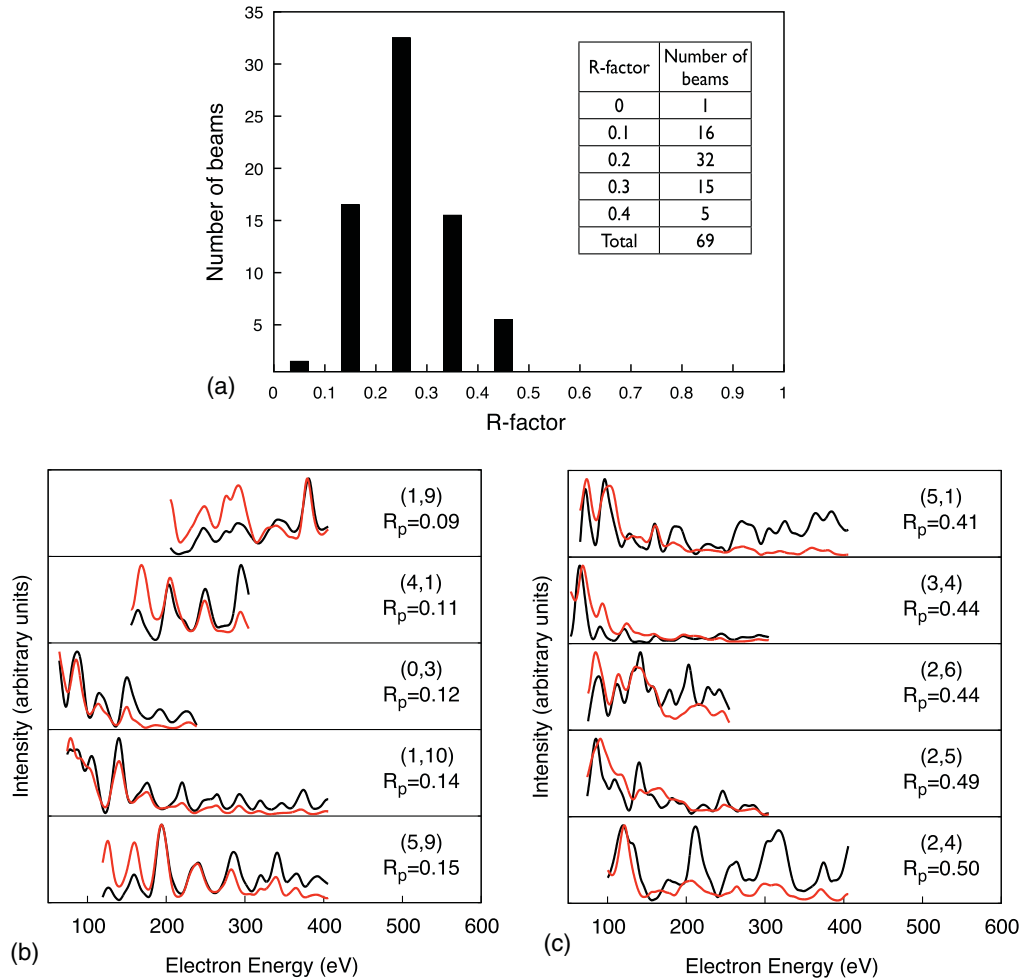 35
30
25
20
15
10
5
Number of beams
R-factor Number of beams
0 1
0.1 16
0.2 32
0.3 15
0.4 5
Total 69
0 0.1 0.2 0.3 0.4 0.5 0.6 0.7 0.8 0.9 1
R-factor
(a)
(1,9)
Rp=0.09
(4,1)
Rp=0.11
(0,3)
Rp=0.12
(1,10)
Rp=0.14
(5,9)
Rp=0.15
Intensity (arbitrary units)
100 200 300 400 500 600
Electron Energy (eV)
(b)
(5,1)
Rp=0.41
(3,4)
Rp=0.44
(2,6)
Rp=0.44
(2,5)
Rp=0.49
(2,4)
Rp=0.50
Intensity (arbitrary units)
100 200 300 400 500 600
Electron Energy (eV)
(c)